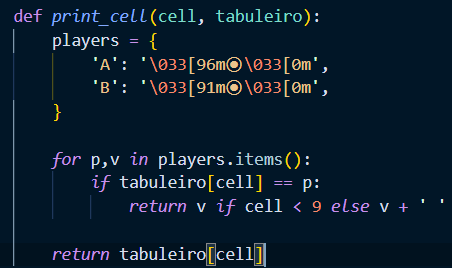 def print_cell(cell, tabuleiro):
    players = {
        'A': '\033[96m⦿\033[0m',
        'B': '\033[91m⦿\033[0m',
    }

    for p,v in players.items():
        if tabuleiro[cell] == p:
            return v if cell < 9 else v + ' '

    return tabuleiro[cell]